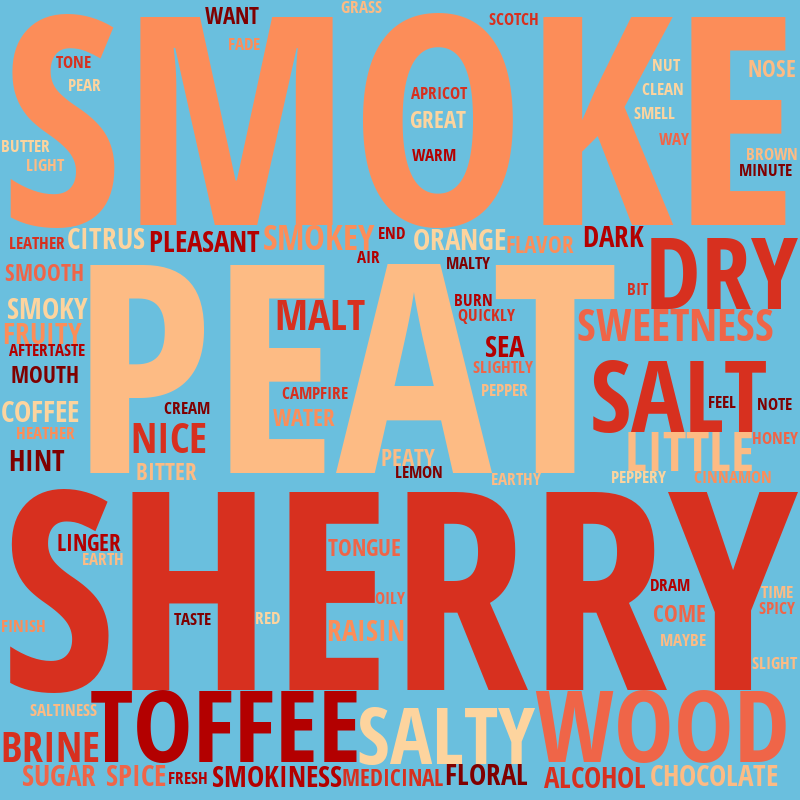 GRASS
WANT
SCOTCH
SMOKE
FADE
TONE
NUT
NOSE
PEAR
CLEAN
APRICOT
SMELL
GREAT
WAY
BUTTER
WARM
BROWN
LIGHT
MINUTE
LEATHER
CITRUS
PLEASANT
SMOKEY
END
ORANGE
FLAVOR
DARK
AIR
MALTY
DRY
SMOOTH
PEAT
BIT
SMOKY
MALT
BURN
QUICKLY
SWEETNESS
FRUITY
AFTERTASTE
SEA
MOUTH
SLIGHTLY
SALT
CAMPFIRE
PEPPER
COFFEE
CREAM
WATER
FEEL
NOTE
HEATHER
NICE
HONEY
HINT
PEATY
LITTLE
BITTER
LEMON
EARTHY
PEPPERY
CINNAMON
SHERRY
LINGER
TONGUE
EARTH
DRAM
TIME
OILY
SPICY
FINISH
TASTE
RED
RAISIN
COME
MAYBE
SLIGHT
SALTINESS
TOFFEE
SALTY
WOOD
BRINE
SUGAR
SPICE
FRESH
SMOKINESS
MEDICINAL
FLORAL
ALCOHOL
CHOCOLATE